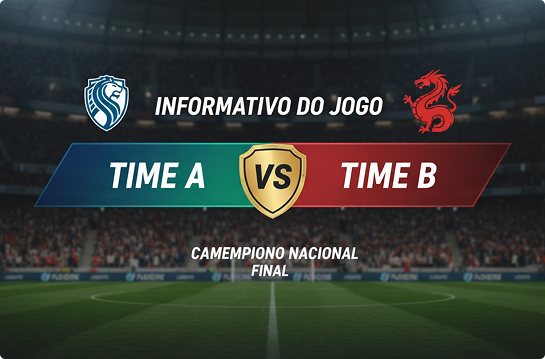 INFORMATIVO DO JOGO
TIME A
VS
TIME B
CAMEMPIONO NACIONAL
FINAL